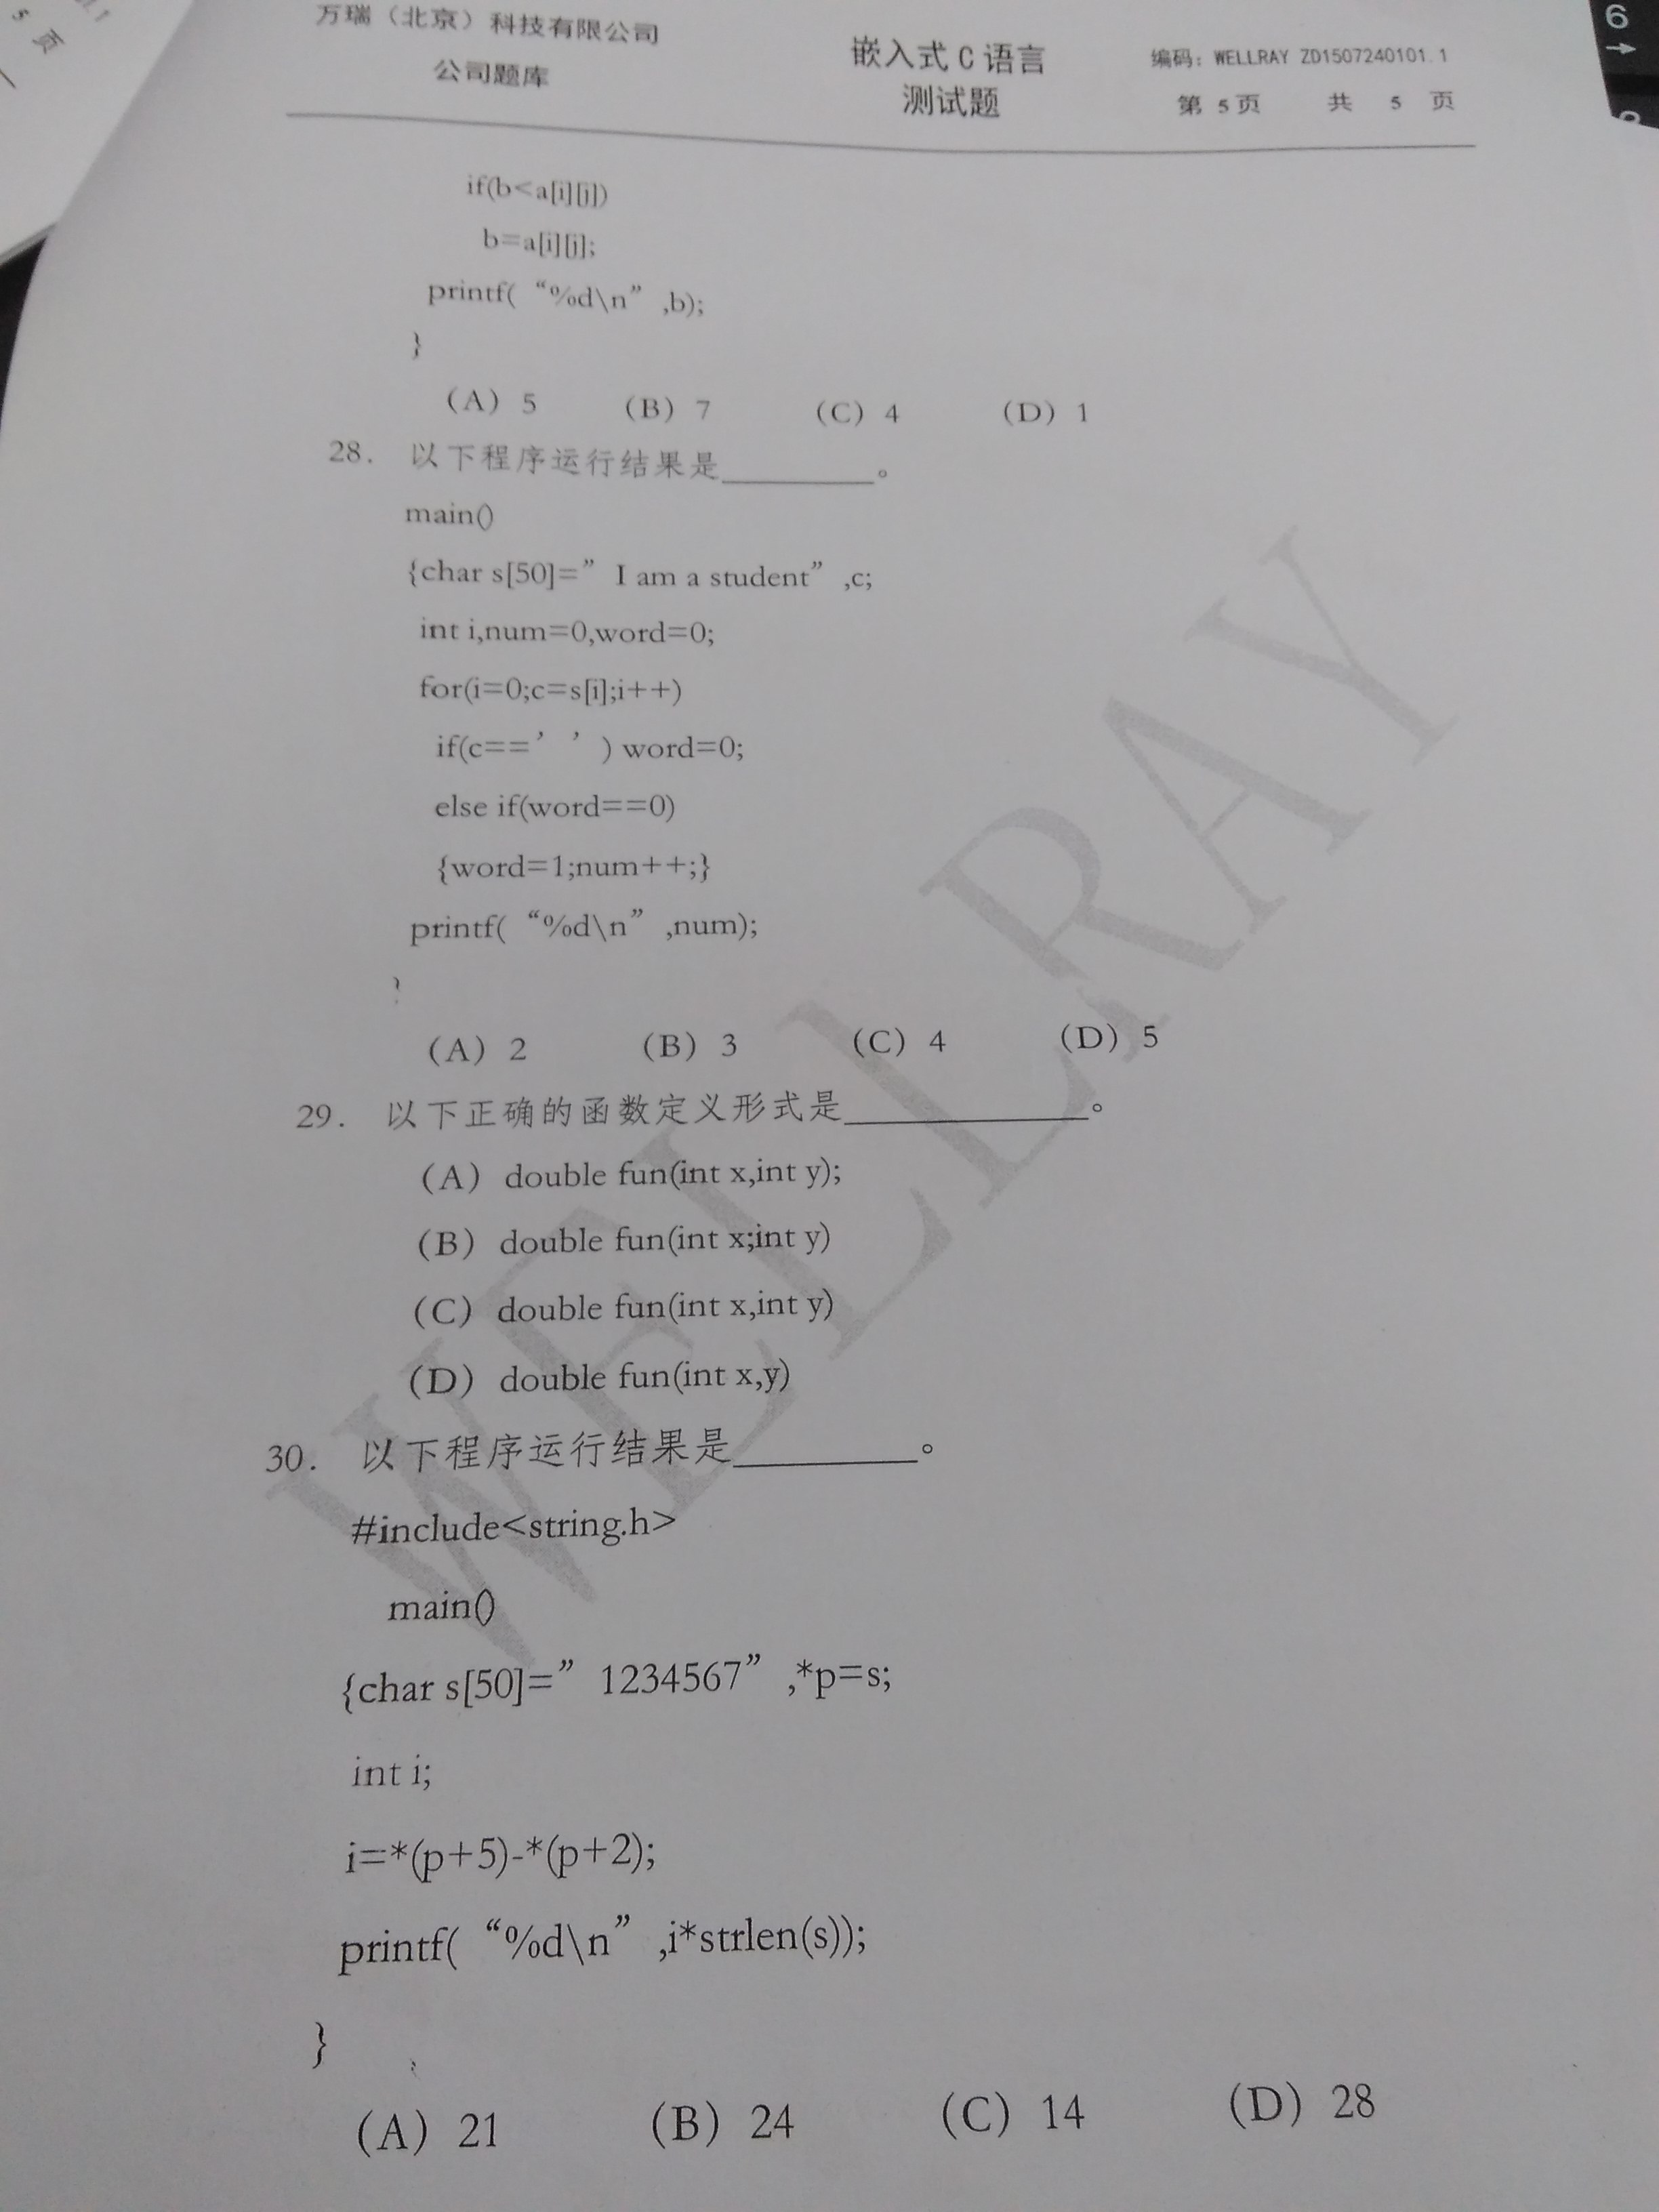 5 页
万瑞（北京）科技有限公司
公司题库
嵌入式 C 语言
测试题
编码：WELLRAY ZD1507240101.1
第 5 页 共 5 页
if(b<a[i][j])
b=a[i][j];
printf( “%d\n” ,b);
}
（A）5 （B）7 （C）4 （D）1
28. 以下程序运行结果是________。
main()
{char s[50]=” I am a student” ,c;
int i,num=0,word=0;
for(i=0;c=s[i];i++)
if(c==’ ’ ) word=0;
else if(word==0)
{word=1;num++;}
printf( “%d\n” ,num);
}
（A）2 （B）3 （C）4 （D）5
29. 以下正确的函数定义形式是____________。
（A）double fun(int x,int y);
（B）double fun(int x;int y)
（C）double fun(int x,int y)
（D）double fun(int x,y)
30. 以下程序运行结果是_________。
#include<string.h>
main()
{char s[50]=” 1234567” ,*p=s;
int i;
i=*(p+5)-*(p+2);
printf( “%d\n” ,i*strlen(s));
}
（A）21 （B）24 （C）14 （D）28
WELLRAY
6